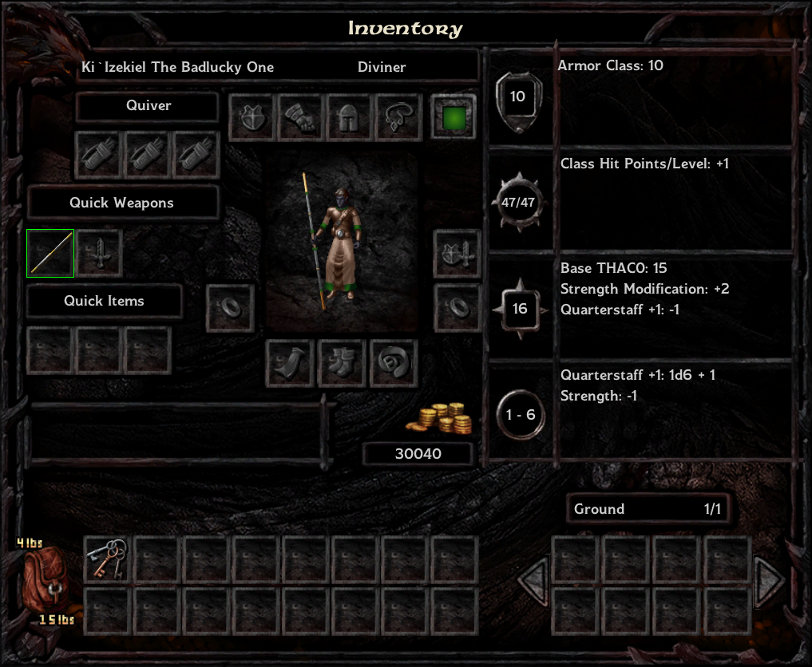 Inventory
Ki`Izekiel The Badlucky One
Diviner
Quiver
Quick Weapons
Quick Items
30040
10
Armor Class: 10
47/47
Class Hit Points/Level: +1
16
Base THAC0: 15
Strength Modification: +2
Quarterstaff +1: -1
1 - 6
Quarterstaff +1: 1d6 + 1
Strength: -1
Ground
1/1
4 lbs
15 lbs